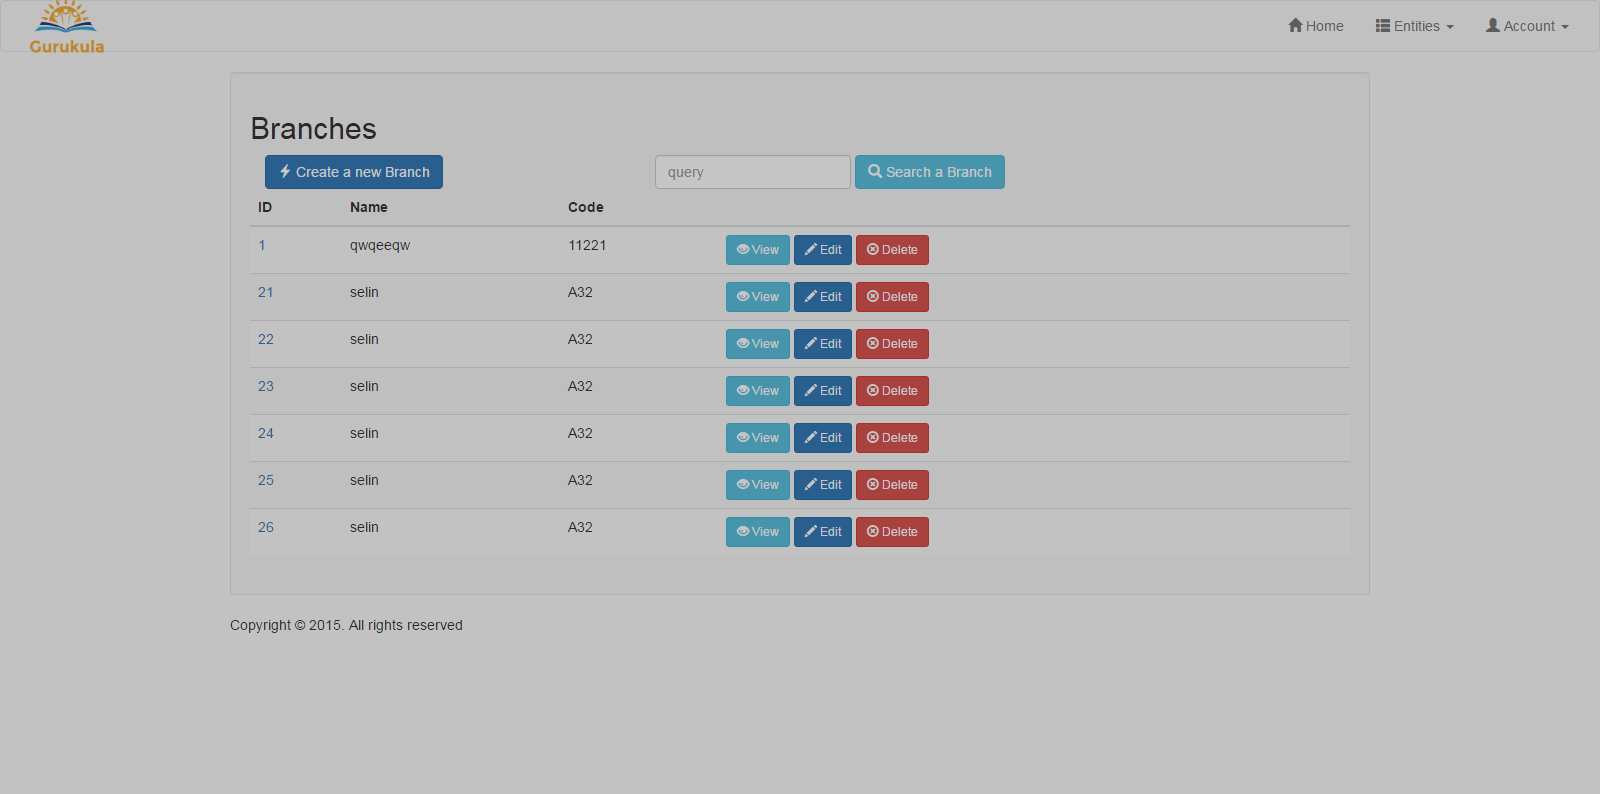 Gurukula
Home Entities Account
Branches
Create a new Branch query Search a Branch
ID Name Code
1 qwqeeqw 11221 View Edit Delete
21 selin A32 View Edit Delete
22 selin A32 View Edit Delete
23 selin A32 View Edit Delete
24 selin A32 View Edit Delete
25 selin A32 View Edit Delete
26 selin A32 View Edit Delete
Copyright © 2015. All rights reserved